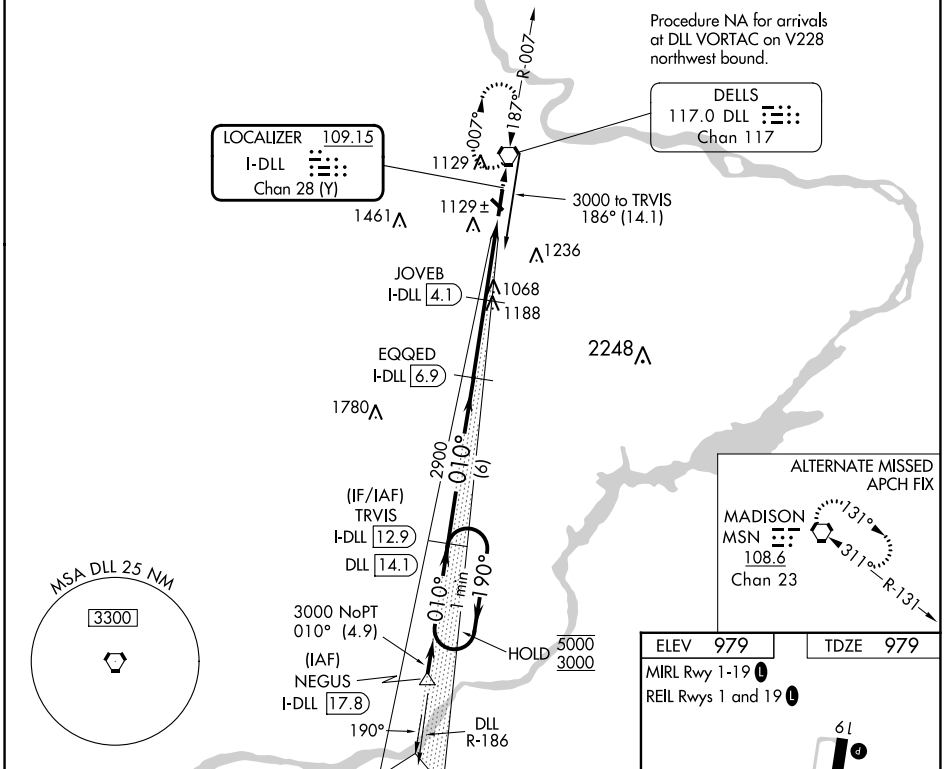 Procedure NA for arrivals
at DLL VORTAC on V228
northwest bound.
R-007
187°
007°
DELLS
117.0 DLL
Chan 117
LOCALIZER 109.15
I-DLL
Chan 28 (Y)
1129
1129±
1461
3000 to TRVIS
186° (14.1)
1236
JOVEB
I-DLL 4.1
1068
1188
EQQED
I-DLL 6.9
2248
1780
2900
010°
(6)
(IF/IAF)
TRVIS
I-DLL 12.9
DLL 14.1
010°
1 min
190°
3000 NoPT
010° (4.9)
(IAF)
NEGUS
I-DLL 17.8
HOLD 5000
3000
190°
DLL
R-186
MSA DLL 25 NM
3300
ALTERNATE MISSED
APCH FIX
MADISON
MSN
108.6
Chan 23
131°
311°
R-131
ELEV 979
TDZE 979
MIRL Rwy 1-19 L
REIL Rwys 1 and 19 L
19
P